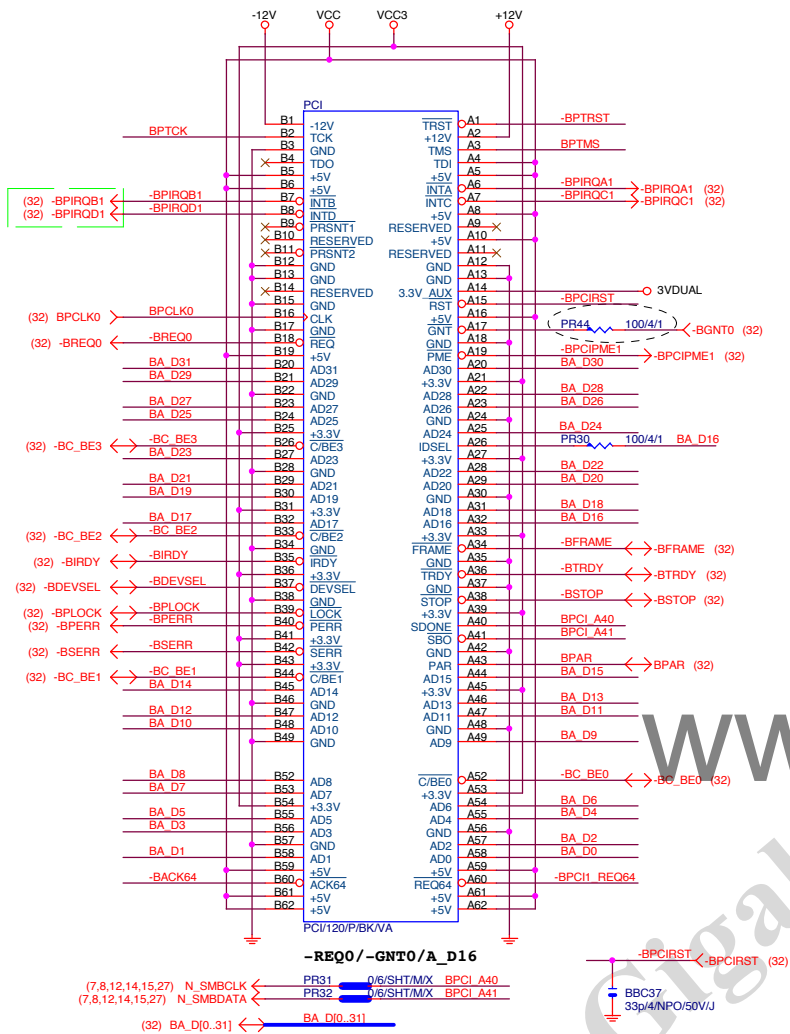 -12V VCC VCC3 +12V
PCI
B1 -12V TRST A1 -BPTRST
BPTCK B2 TCK +12V A2
B3 GND TMS A3 BPTMS
B4 TDO TDI A4
B5 +5V +5V A5
B6 +5V INTA A6 -BPIRQA1 -BPIRQA1 (32)
(32) -BPIRQB1 -BPIRQB1 B7 INTB INTC A7 -BPIRQC1 -BPIRQC1 (32)
(32) -BPIRQD1 -BPIRQD1 B8 INTD +5V A8
B9 PRSNT1 RESERVED A9
B10 RESERVED +5V A10
B11 PRSNT2 RESERVED A11
B12 GND GND A12
B13 GND GND A13
B14 RESERVED 3.3V_AUX A14 3VDUAL
B15 GND RST A15 -BPCIRST
(32) BPCLK0 BPCLK0 B16 CLK +5V A16
B17 GND GNT A17 PR44 100/4/1 -BGNT0 (32)
(32) -BREQ0 -BREQ0 B18 REQ GND A18
B19 +5V PME A19 -BPCIPME1 -BPCIPME1 (32)
BA_D31 B20 AD31 AD30 A20 BA_D30
BA_D29 B21 AD29 +3.3V A21
B22 GND AD28 A22 BA_D28
BA_D27 B23 AD27 AD26 A23 BA_D26
BA_D25 B24 AD25 GND A24
B25 +3.3V AD24 A25 BA_D24
(32) -BC_BE3 -BC_BE3 B26 C/BE3 IDSEL A26 PR30 100/4/1 BA_D16
BA_D23 B27 AD23 +3.3V A27
B28 GND AD22 A28 BA_D22
BA_D21 B29 AD21 AD20 A29 BA_D20
BA_D19 B30 AD19 GND A30
B31 +3.3V AD18 A31 BA_D18
BA_D17 B32 AD17 AD16 A32 BA_D16
(32) -BC_BE2 -BC_BE2 B33 C/BE2 +3.3V A33
B34 GND FRAME A34 -BFRAME -BFRAME (32)
(32) -BIRDY -BIRDY B35 IRDY GND A35
B36 +3.3V TRDY A36 -BTRDY -BTRDY (32)
(32) -BDEVSEL -BDEVSEL B37 DEVSEL GND A37
B38 GND STOP A38 -BSTOP -BSTOP (32)
(32) -BPLOCK -BPLOCK B39 LOCK +3.3V A39
(32) -BPERR -BPERR B40 PERR SDONE A40 BPCI_A40
B41 +3.3V SBO A41 BPCI_A41
(32) -BSERR -BSERR B42 SERR GND A42
B43 +3.3V PAR A43 BPAR BPAR (32)
(32) -BC_BE1 -BC_BE1 B44 C/BE1 AD15 A44 BA_D15
BA_D14 B45 AD14 +3.3V A45
B46 GND AD13 A46 BA_D13
BA_D12 B47 AD12 AD11 A47 BA_D11
BA_D10 B48 AD10 GND A48
B49 GND AD9 A49 BA_D9
BA_D8 B52 AD8 C/BE0 A52 -BC_BE0 -BC_BE0 (32)
BA_D7 B53 AD7 +3.3V A53
B54 +3.3V AD6 A54 BA_D6
BA_D5 B55 AD5 AD4 A55 BA_D4
BA_D3 B56 AD3 GND A56
B57 GND AD2 A57 BA_D2
BA_D1 B58 AD1 AD0 A58 BA_D0
B59 +5V +5V A59
-BACK64 B60 ACK64 REQ64 A60 -BPCI1_REQ64
B61 +5V +5V A61
B62 +5V +5V A62
PCI/120/P/BK/VA
-REQ0/-GNT0/A_D16
(7,8,12,14,15,27) N_SMBCLK PR31 0/6/SHT/M/X BPCI_A40
(7,8,12,14,15,27) N_SMBDATA PR32 0/6/SHT/M/X BPCI_A41
(32) BA_D[0..31] BA_D[0..31]
-BPCIRST -BPCIRST (32)
BBC37
33p/4/NPO/50V/J
ww
Gigab